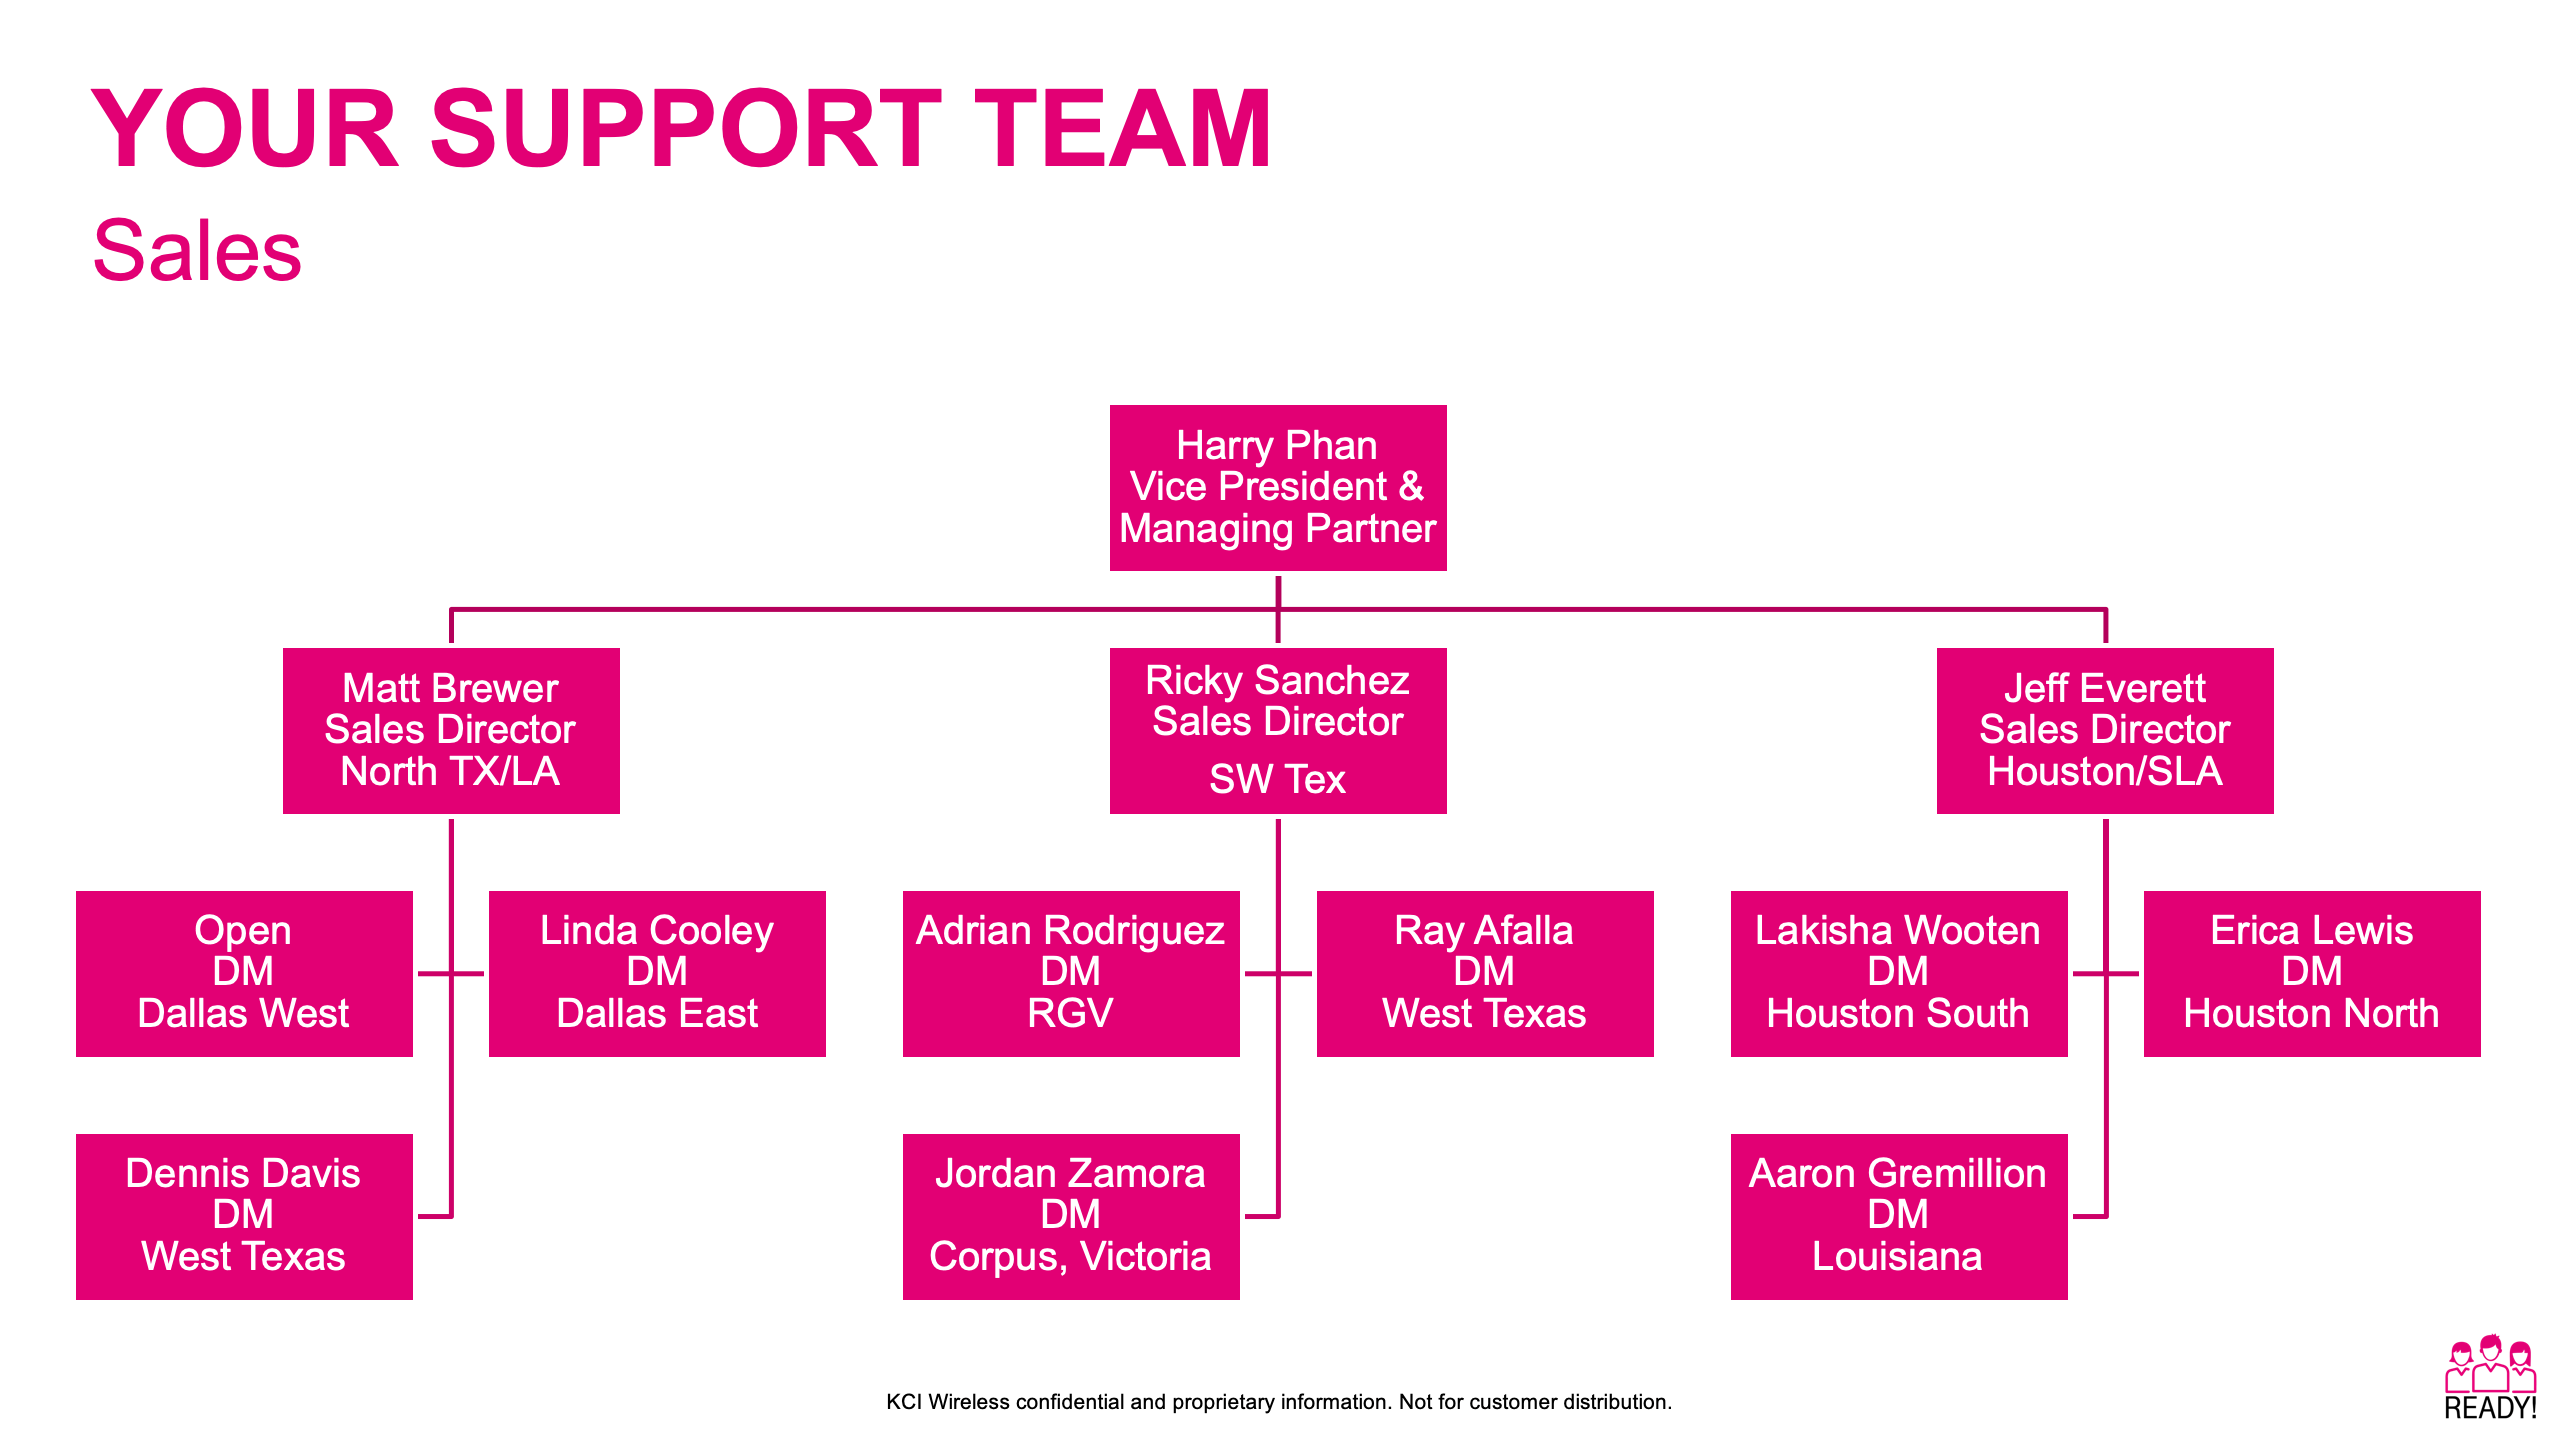 YOUR SUPPORT TEAM
Sales
Harry Phan
Vice President &
Managing Partner
Matt Brewer
Sales Director
North TX/LA
Ricky Sanchez
Sales Director
SW Tex
Jeff Everett
Sales Director
Houston/SLA
Open
DM
Dallas West
Linda Cooley
DM
Dallas East
Adrian Rodriguez
DM
RGV
Ray Afalla
DM
West Texas
Lakisha Wooten
DM
Houston South
Erica Lewis
DM
Houston North
Dennis Davis
DM
West Texas
Jordan Zamora
DM
Corpus, Victoria
Aaron Gremillion
DM
Louisiana
KCI Wireless confidential and proprietary information. Not for customer distribution.
READY!